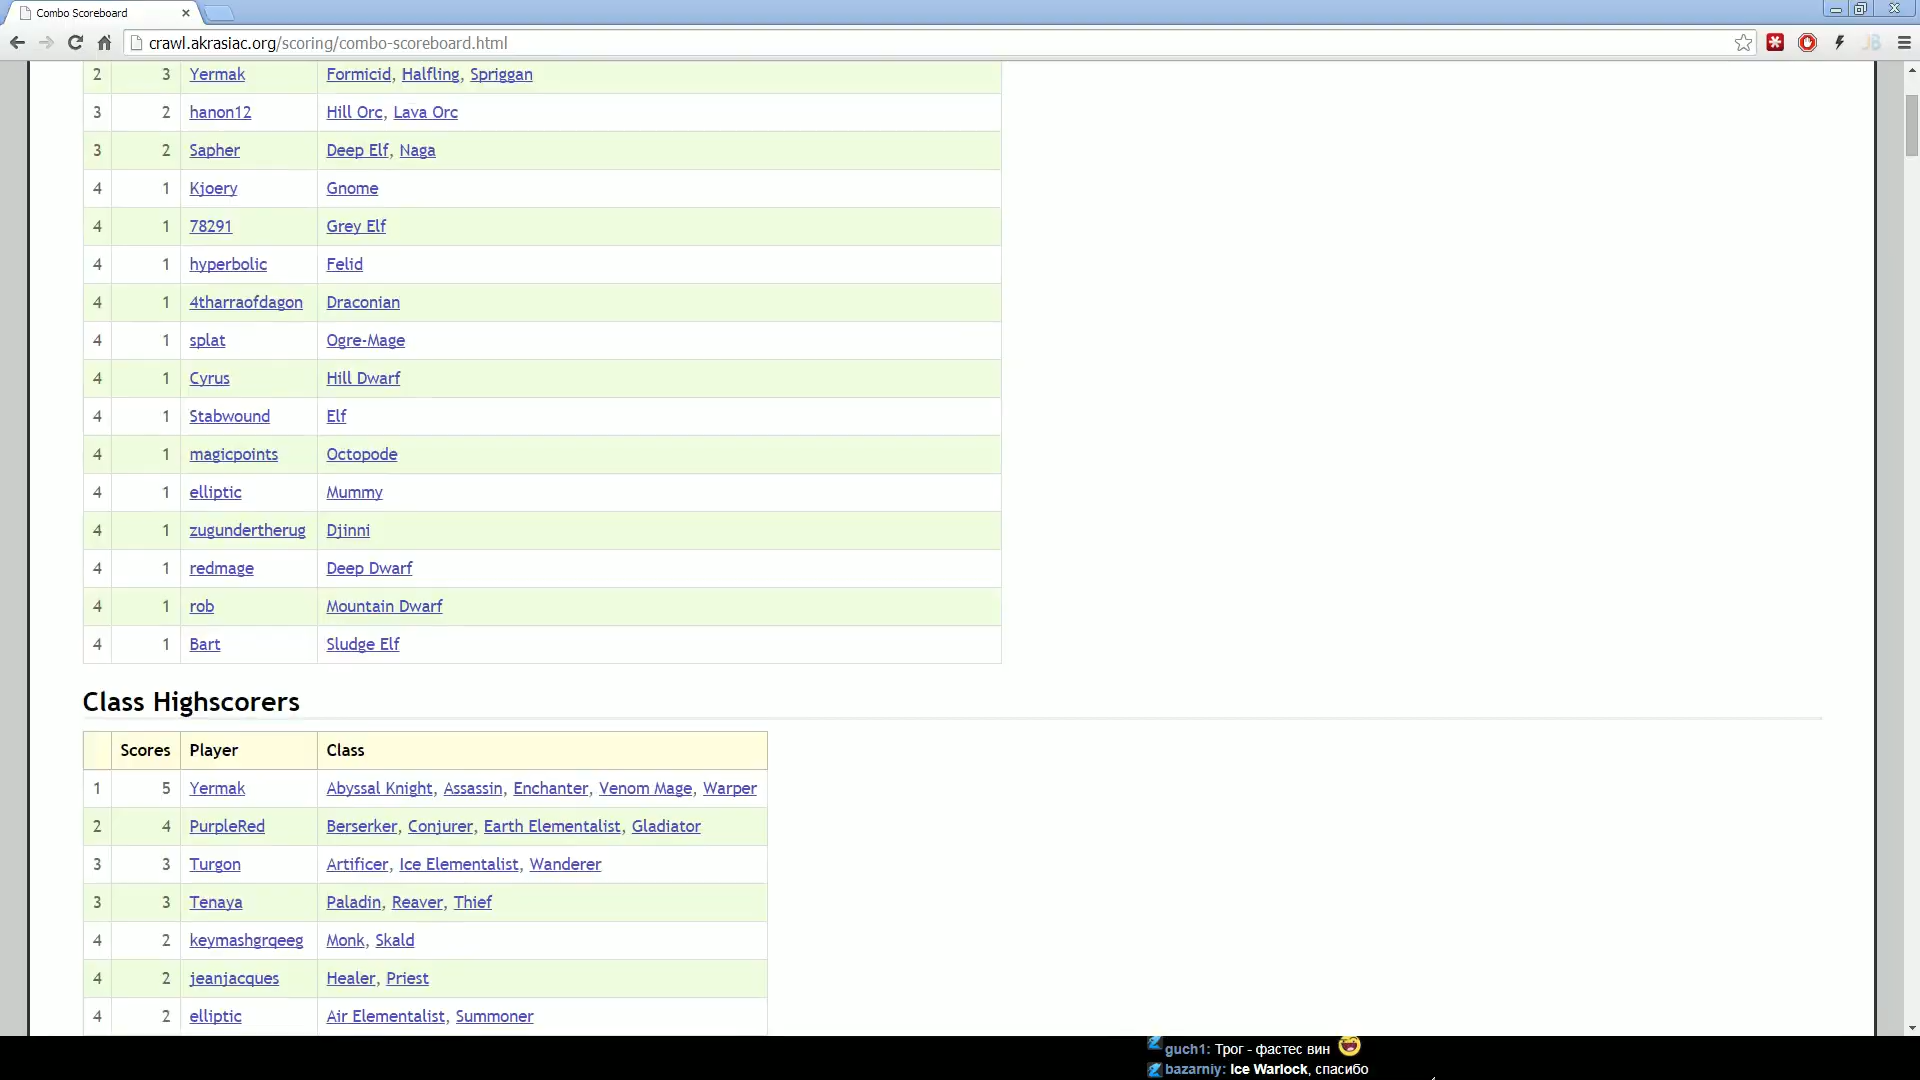 Combo Scoreboard
crawl.akrasiac.org/scoring/combo-scoreboard.html
2 3 Yermak Formicid, Halfling, Spriggan
3 2 hanon12 Hill Orc, Lava Orc
3 2 Sapher Deep Elf, Naga
4 1 Kjoery Gnome
4 1 78291 Grey Elf
4 1 hyperbolic Felid
4 1 4tharraofdagon Draconian
4 1 splat Ogre-Mage
4 1 Cyrus Hill Dwarf
4 1 Stabwound Elf
4 1 magicpoints Octopode
4 1 elliptic Mummy
4 1 zugundertherug Djinni
4 1 redmage Deep Dwarf
4 1 rob Mountain Dwarf
4 1 Bart Sludge Elf
Class Highscorers
Scores Player Class
1 5 Yermak Abyssal Knight, Assassin, Enchanter, Venom Mage, Warper
2 4 PurpleRed Berserker, Conjurer, Earth Elementalist, Gladiator
3 3 Turgon Artificer, Ice Elementalist, Wanderer
3 3 Tenaya Paladin, Reaver, Thief
4 2 keymashgrqeeg Monk, Skald
4 2 jeanjacques Healer, Priest
4 2 elliptic Air Elementalist, Summoner
guch1: Трог - фастес вин
bazarniy: Ice Warlock, спасибо